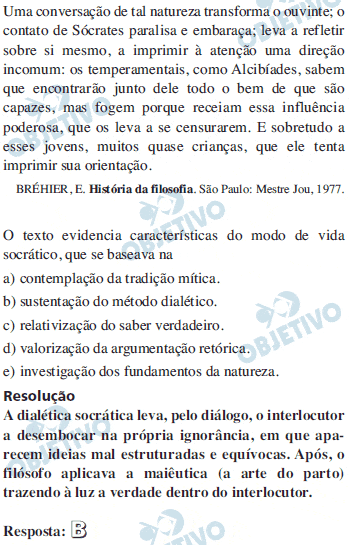 Uma conversação de tal natureza transforma o ouvinte; o
contato de Sócrates paralisa e embaraça; leva a refletir
sobre si mesmo, a imprimir à atenção uma direção
incomum: os temperamentais, como Alcibíades, sabem
que encontrarão junto dele todo o bem de que são
capazes, mas fogem porque receiam essa influência
poderosa, que os leva a se censurarem. E sobretudo a
esses jovens, muitos quase crianças, que ele tenta
imprimir sua orientação.
BRÉHIER, E. História da filosofia. São Paulo: Mestre Jou, 1977.
O texto evidencia características do modo de vida
socrático, que se baseava na
a) contemplação da tradição mítica.
b) sustentação do método dialético.
c) relativização do saber verdadeiro.
d) valorização da argumentação retórica.
e) investigação dos fundamentos da natureza.
Resolução
A dialética socrática leva, pelo diálogo, o interlocutor
a desembocar na própria ignorância, em que apa-
recem ideias mal estruturadas e equívocas. Após, o
filósofo aplicava a maiêutica (a arte do parto)
trazendo à luz a verdade dentro do interlocutor.
Resposta: B
OBJETIVO
OBJETIVO
OBJETIVO
OBJETIVO
OBJETIVO